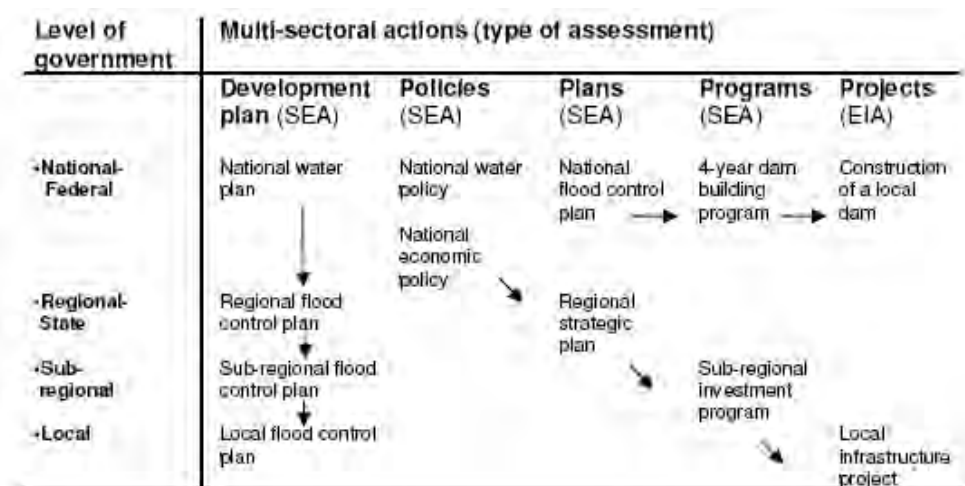 Level of government
Multi-sectoral actions (type of assessment)
Development plan (SEA)
Policies (SEA)
Plans (SEA)
Programs (SEA)
Projects (EIA)
•National-Federal
National water plan
National water policy
National flood control plan
4-year dam building program
Construction of a local dam
National economic policy
•Regional-State
Regional flood control plan
Regional strategic plan
•Sub-regional
Sub-regional flood control plan
Sub-regional investment program
•Local
Local flood control plan
Local infrastructure project